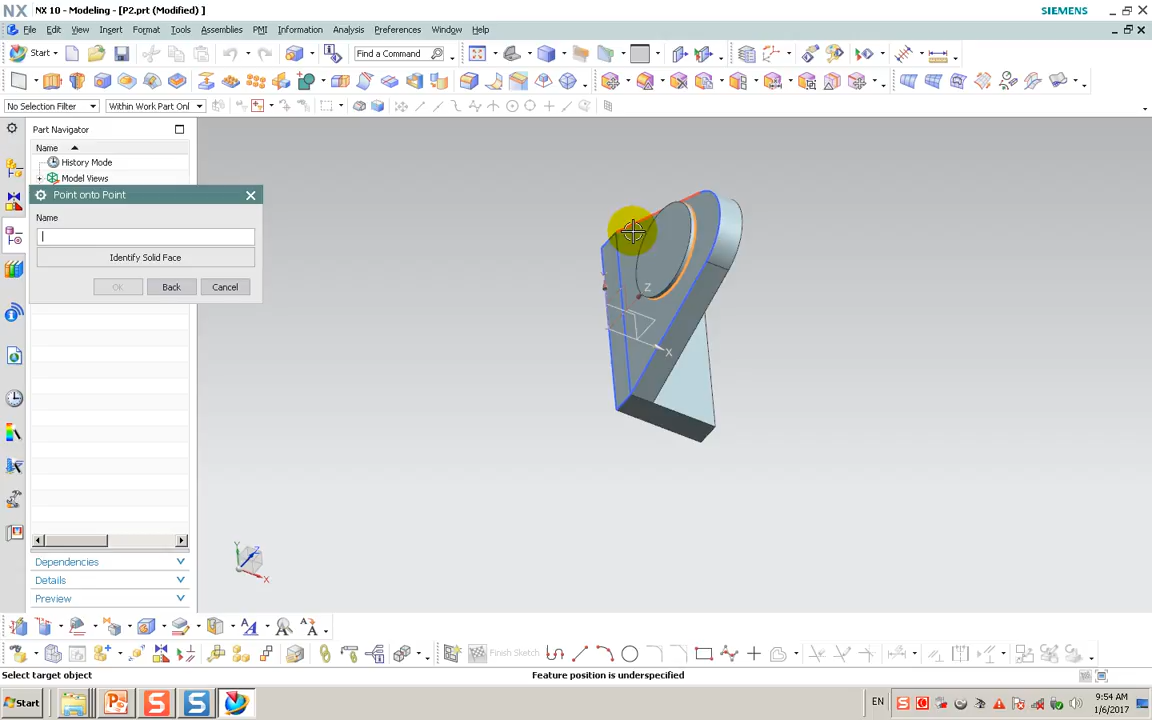 NX NX 10 - Modeling - [P2.prt (Modified) ] SIEMENS
File Edit View Insert Format Tools Assemblies PMI Information Analysis Preferences Window Help
Start Find a Command
No Selection Filter Within Work Part Onl
Part Navigator
Name
History Mode
Model Views
Point onto Point
Name
Identify Solid Face
OK Back Cancel
Z
X
Y
Z
X
Dependencies
Details
Preview
Finish Sketch
Select target object Feature position is underspecified
Start EN 9:54 AM
1/6/2017